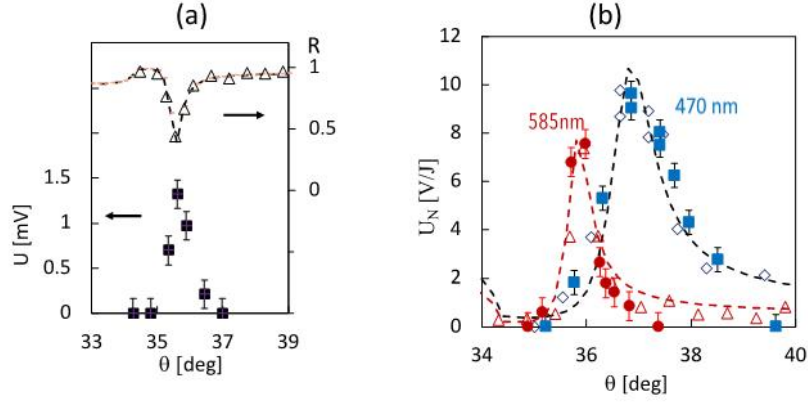 (a)
R
1
0.5
0
1.5
1
0.5
0
U [mV]
33 35 37 39
θ [deg]
(b)
12
10
8
6
4
2
0
U_N [V/J]
585nm
470 nm
34 36 38 40
θ [deg]